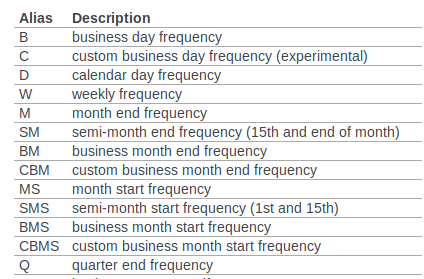 Alias Description
B business day frequency
C custom business day frequency (experimental)
D calendar day frequency
W weekly frequency
M month end frequency
SM semi-month end frequency (15th and end of month)
BM business month end frequency
CBM custom business month end frequency
MS month start frequency
SMS semi-month start frequency (1st and 15th)
BMS business month start frequency
CBMS custom business month start frequency
Q quarter end frequency